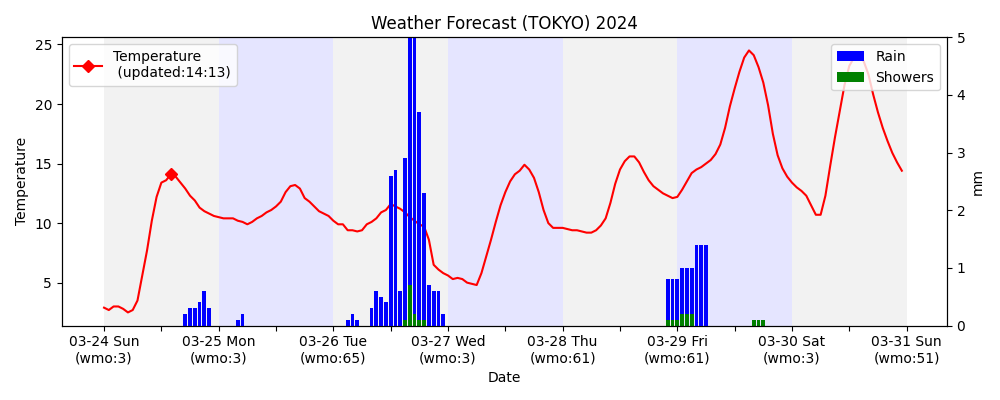 Weather Forecast (TOKYO) 2024
Temperature
(updated:14:13)
Rain
Showers
25
20
15
10
5
Temperature
5
4
3
2
1
0
mm
03-24 Sun
(wmo:3)
03-25 Mon
(wmo:3)
03-26 Tue
(wmo:65)
03-27 Wed
(wmo:3)
03-28 Thu
(wmo:61)
03-29 Fri
(wmo:61)
03-30 Sat
(wmo:3)
03-31 Sun
(wmo:51)
Date